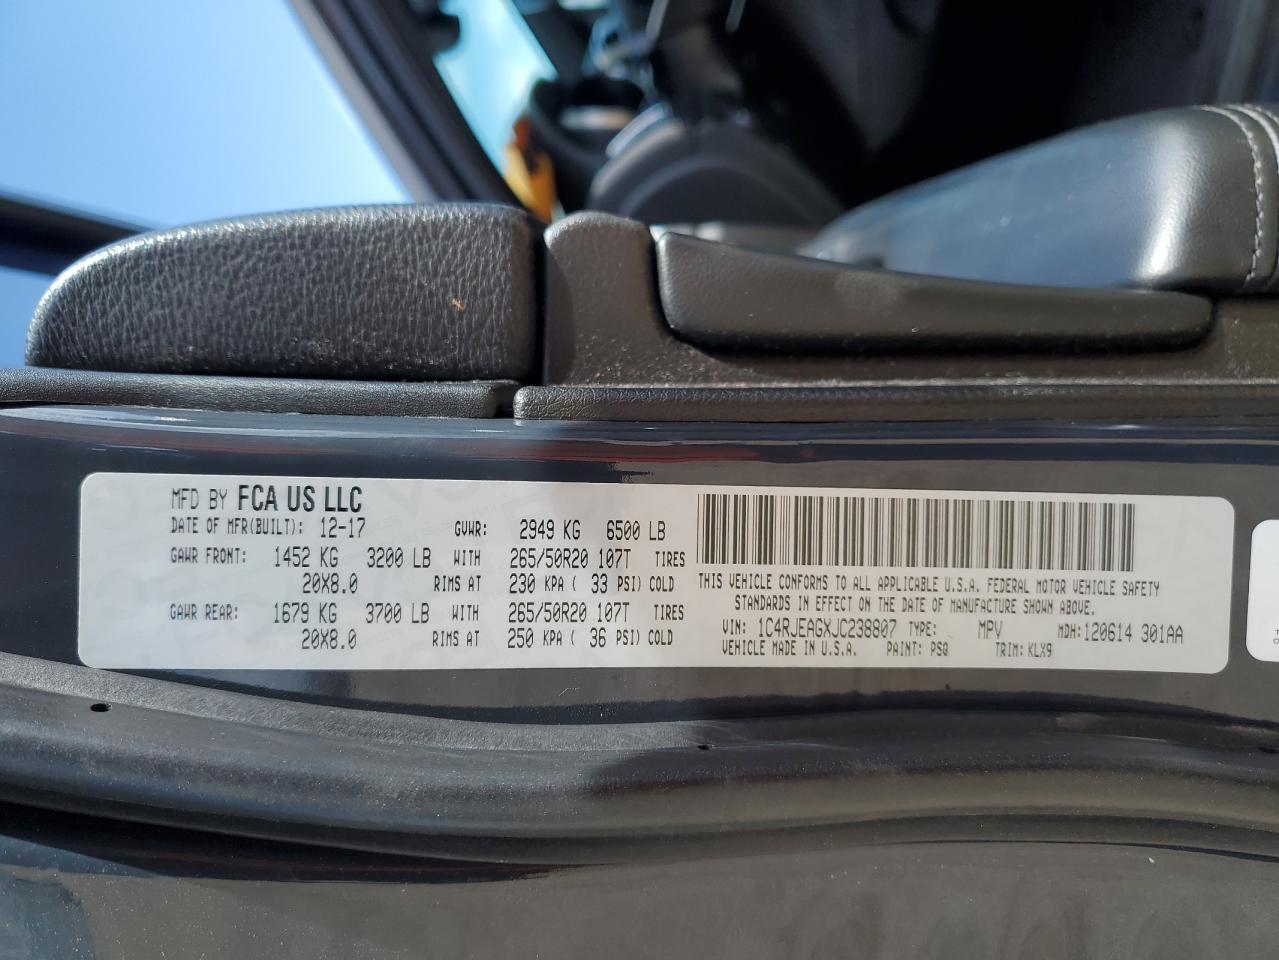 MFD BY FCA US LLC
DATE OF MFR(BUILT): 12-17 GVWR: 2949 KG 6500 LB
GAWR FRONT: 1452 KG 3200 LB WITH 265/50R20 107T TIRES
20X8.0 RIMS AT 230 KPA ( 33 PSI) COLD
GAWR REAR: 1679 KG 3700 LB WITH 265/50R20 107T TIRES
20X8.0 RIMS AT 250 KPA ( 36 PSI) COLD
THIS VEHICLE CONFORMS TO ALL APPLICABLE U.S.A. FEDERAL MOTOR VEHICLE SAFETY
STANDARDS IN EFFECT ON THE DATE OF MANUFACTURE SHOWN ABOVE.
VIN: 1C4RJEAGXJC238807 TYPE: MPV MDH: 120614 301AA
VEHICLE MADE IN U.S.A. PAINT: PS8 TRIM: KLX9